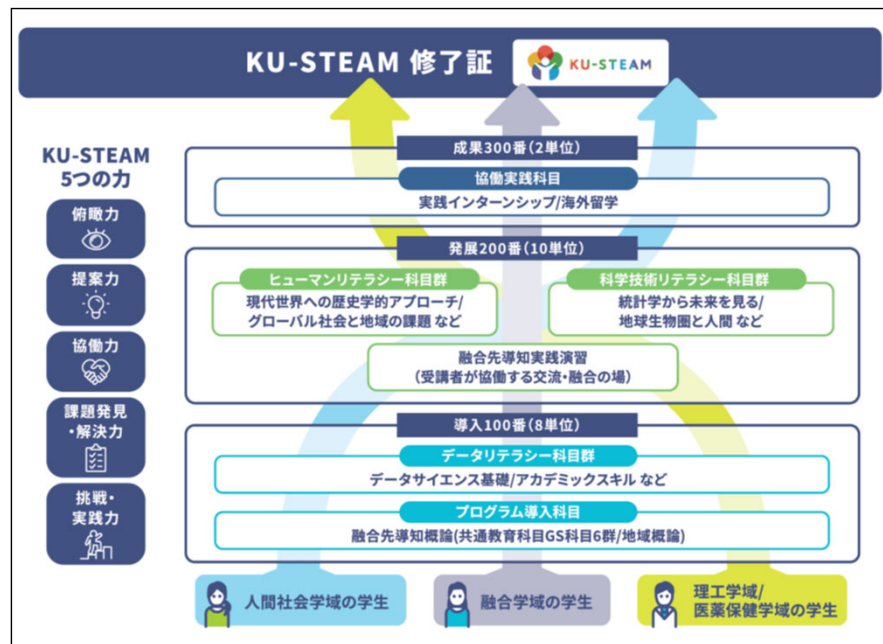 KU-STEAM 修了証
KU-STEAM
KU-STEAM
5つの力
俯瞰力
提案力
協働力
課題発見
・解決力
挑戦・
実践力
成果300番(2単位)
協働実践科目
実践インターンシップ/海外留学
発展200番(10単位)
ヒューマンリテラシー科目群
現代世界への歴史学的アプローチ/
グローバル社会と地域の課題 など
科学技術リテラシー科目群
統計学から未来を見る/
地球生物圏と人間 など
融合先導知実践演習
(受講者が協働する交流・融合の場)
導入100番(8単位)
データリテラシー科目群
データサイエンス基礎/アカデミックスキル など
プログラム導入科目
融合先導知概論(共通教育科目GS科目6群/地域概論)
人間社会学域の学生
融合学域の学生
理工学域/
医薬保健学域の学生